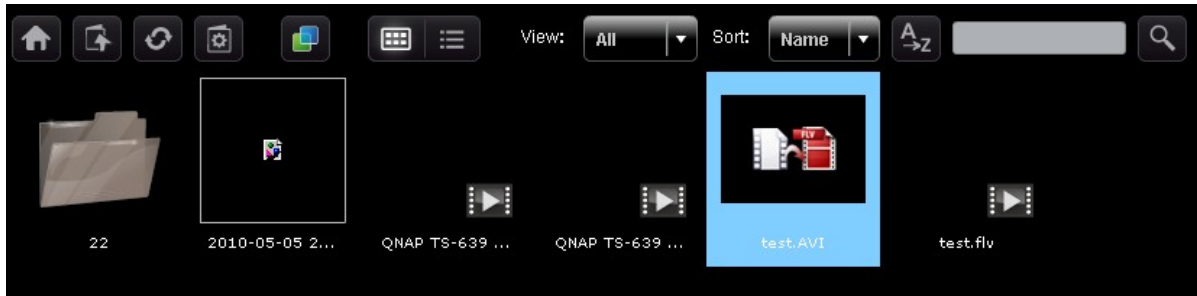 View: All Sort: Name A→Z
FLV
22 2010-05-05 2... QNAP TS-639 ... QNAP TS-639 ... test.AVI test.flv